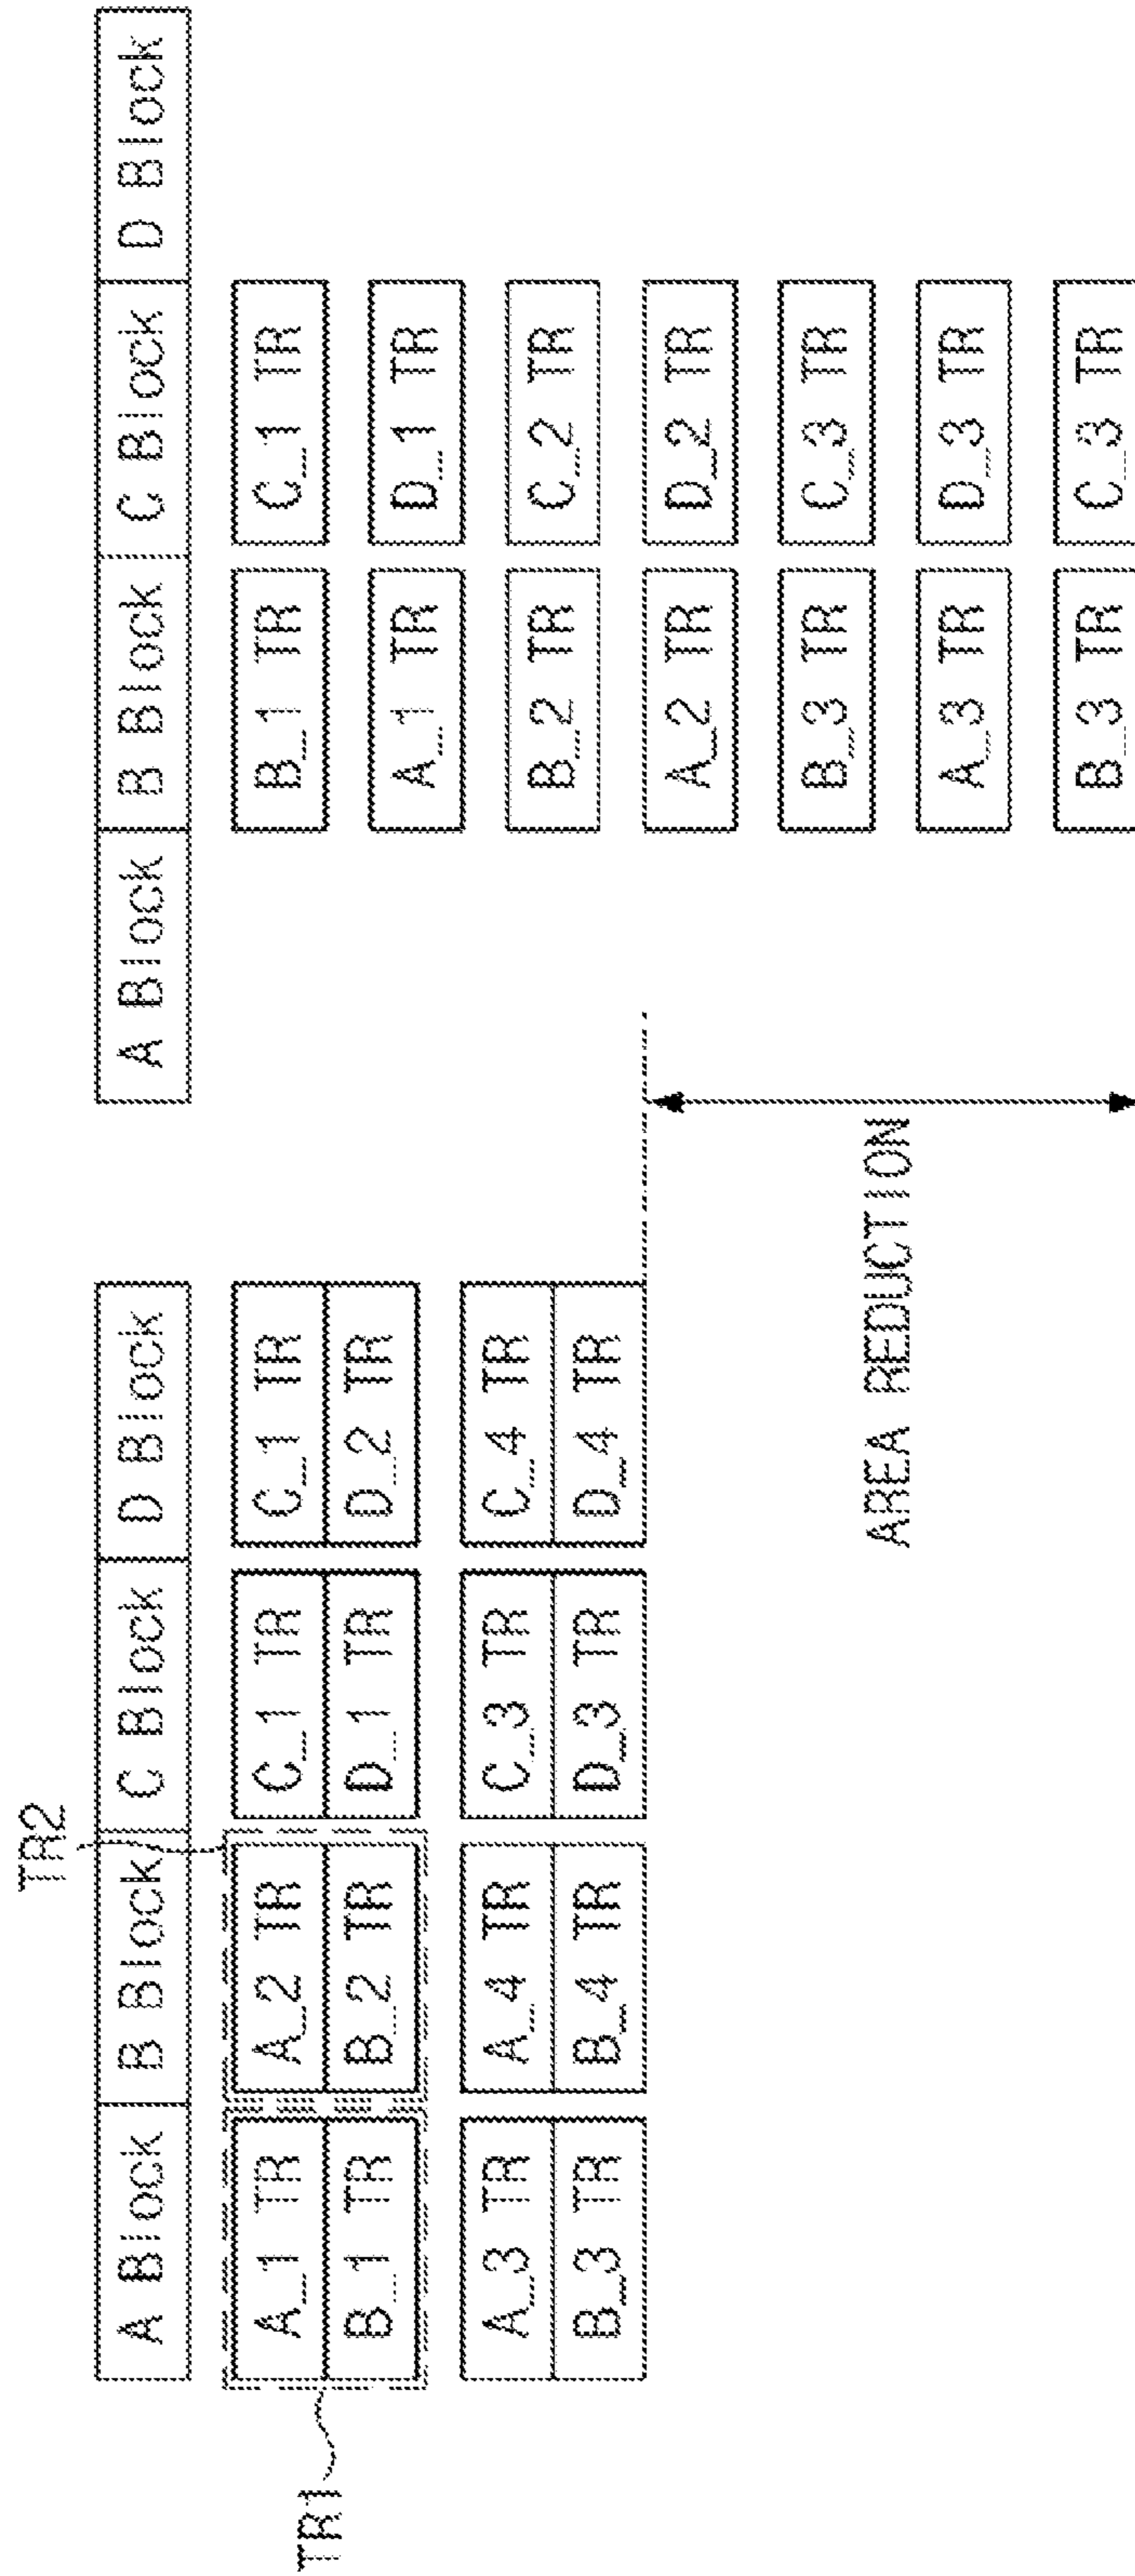 TR2
A Block B Block C Block D Block
A Block B Block C Block D Block
A_1 TR A_2 TR C_1 TR C_1 TR
B_1 TR B_2 TR D_1 TR D_2 TR
TR1
A_3 TR A_4 TR C_3 TR C_4 TR
B_3 TR B_4 TR D_3 TR D_4 TR
B_1 TR C_1 TR
A_1 TR D_1 TR
B_2 TR C_2 TR
A_2 TR D_2 TR
B_3 TR C_3 TR
A_3 TR D_3 TR
B_3 TR C_3 TR
AREA REDUCTION